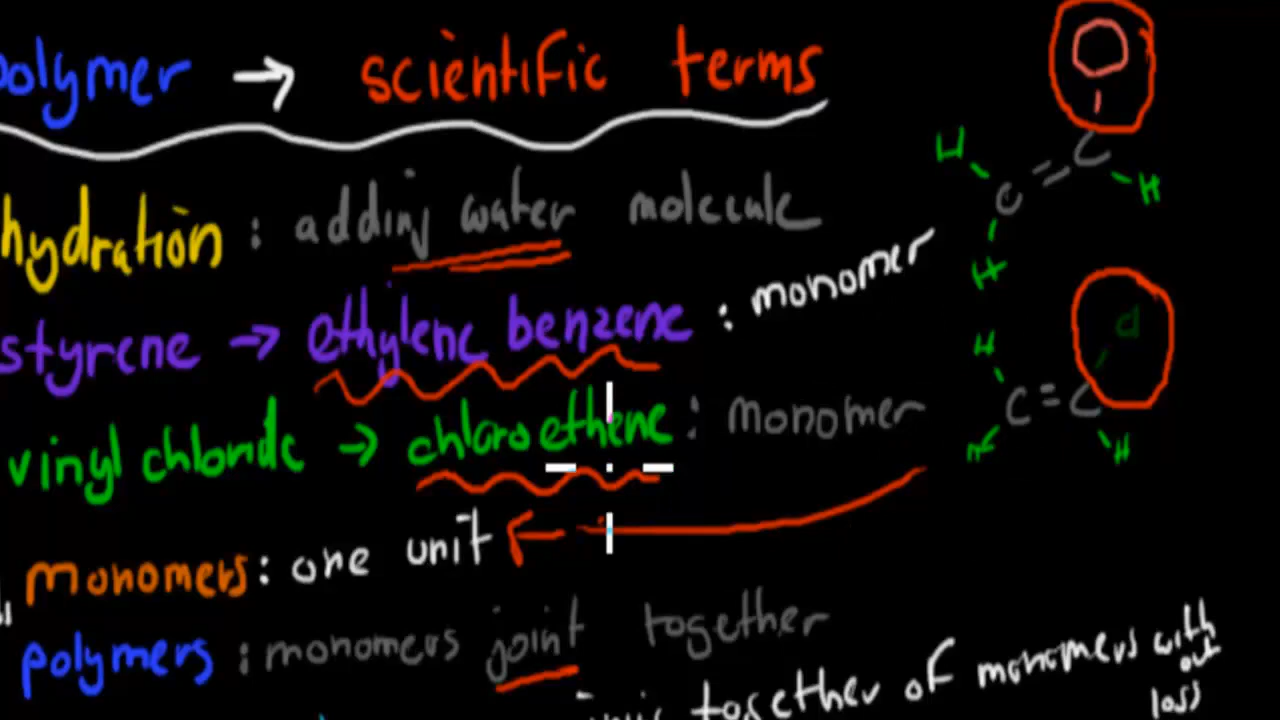 polymer → scientific terms
hydration : adding water molecule
styrene → ethylene benzene : monomer
vinyl chloride → chloroethene : monomer
monomers : one unit
polymers : monomers joint together
together of monomers with out
loss
H
C = C
H
H
H
Cl
C = C
H
H